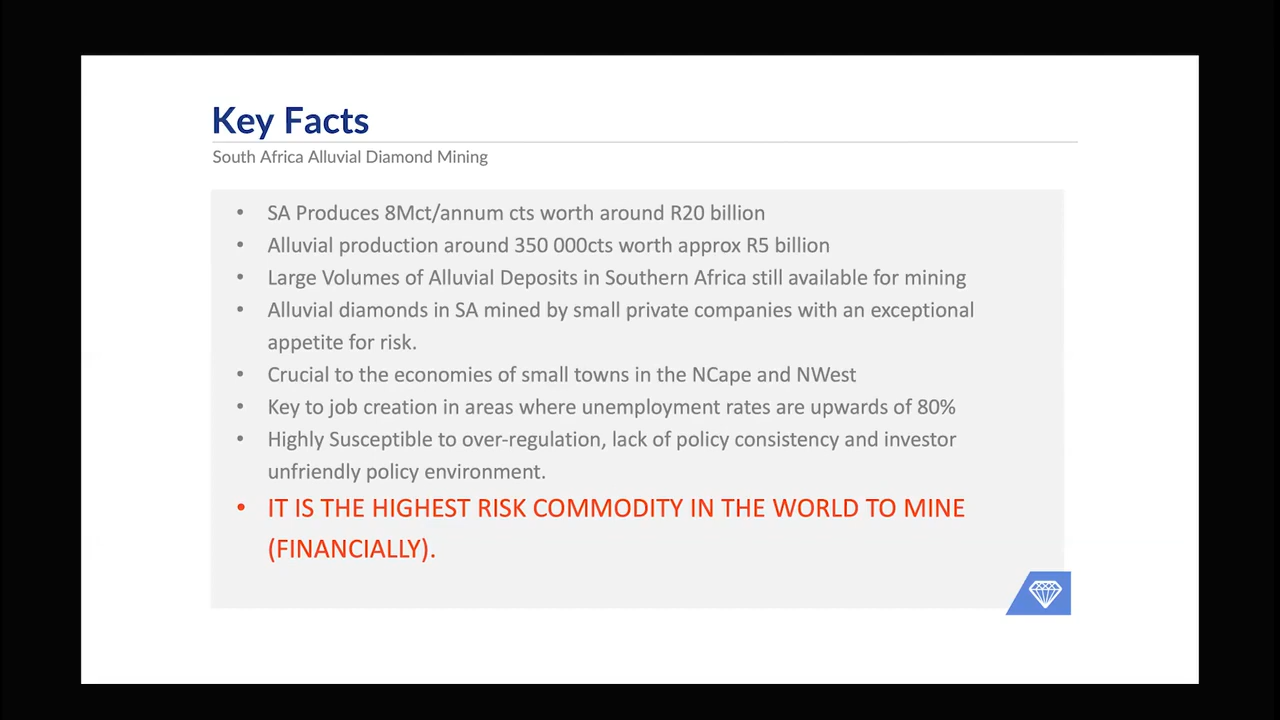 Key Facts
South Africa Alluvial Diamond Mining
• SA Produces 8Mct/annum cts worth around R20 billion
• Alluvial production around 350 000cts worth approx R5 billion
• Large Volumes of Alluvial Deposits in Southern Africa still available for mining
• Alluvial diamonds in SA mined by small private companies with an exceptional
appetite for risk.
• Crucial to the economies of small towns in the NCape and NWest
• Key to job creation in areas where unemployment rates are upwards of 80%
• Highly Susceptible to over-regulation, lack of policy consistency and investor
unfriendly policy environment.
• IT IS THE HIGHEST RISK COMMODITY IN THE WORLD TO MINE
(FINANCIALLY).